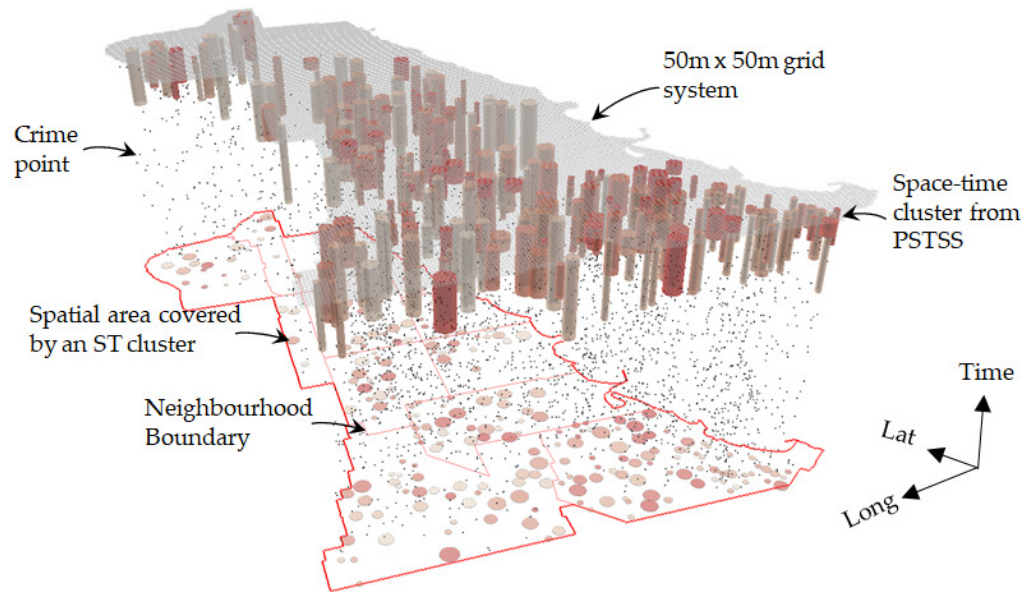 50m x 50m grid
system
Crime
point
Space-time
cluster from
PSTSS
Spatial area covered
by an ST cluster
Neighbourhood
Boundary
Time
Lat
Long